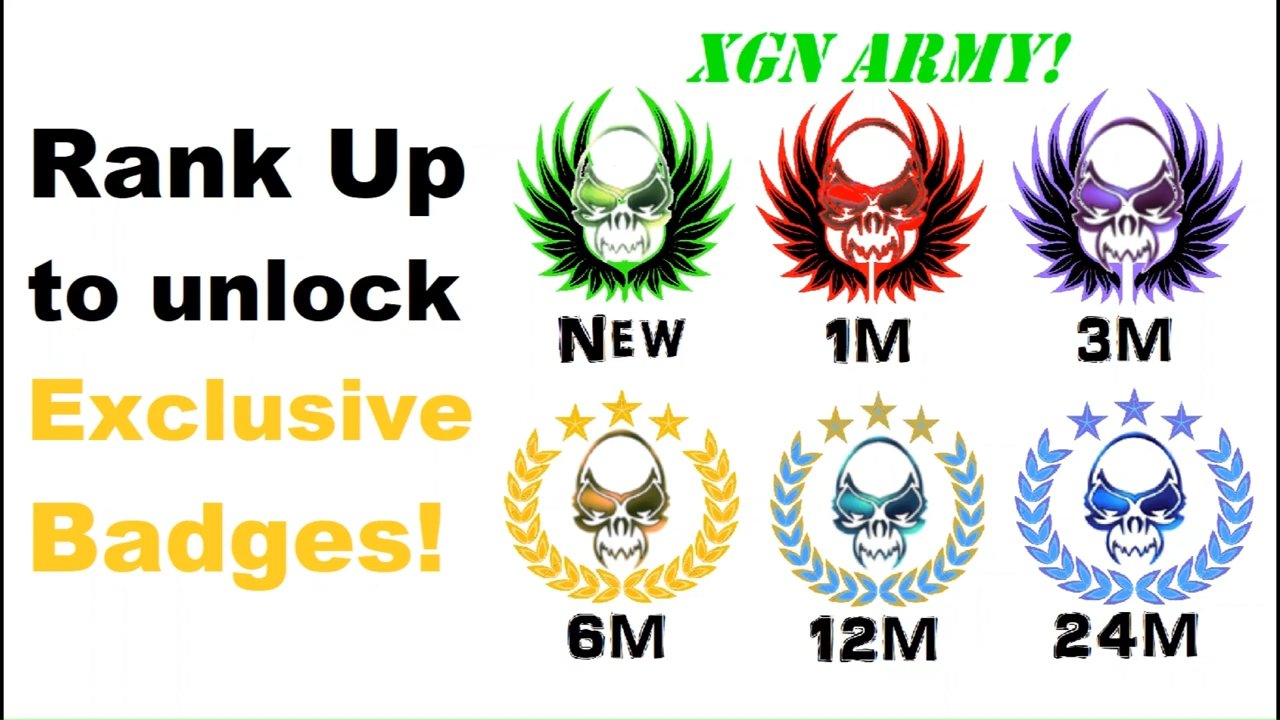 XGN ARMY!
Rank Up
to unlock
Exclusive
Badges!
New
1M
3M
6M
12M
24M